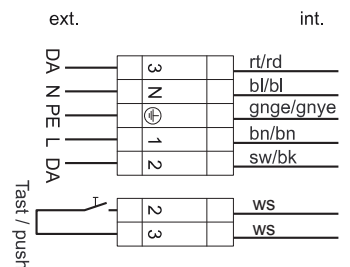 ext. int.
DA 3 rt/rd
N N bl/bl
PE gnge/gnye
L 1 bn/bn
DA 2 sw/bk
2 ws
3 ws
Tast / push